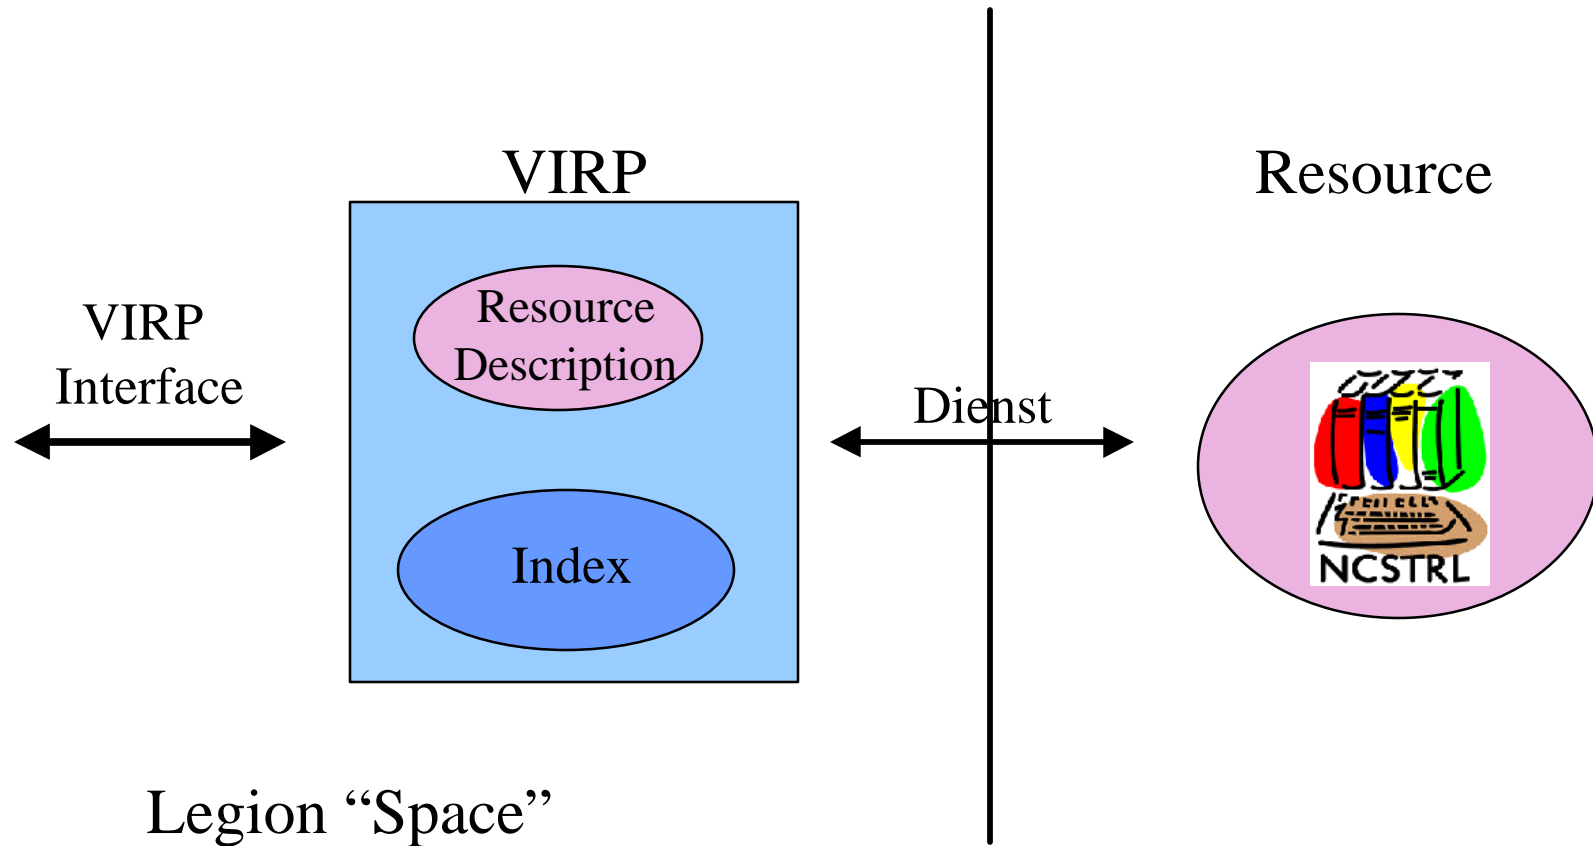 VIRP
Resource
VIRP
Interface
Resource
Description
Dienst
Index
NCSTRL
Legion “Space”